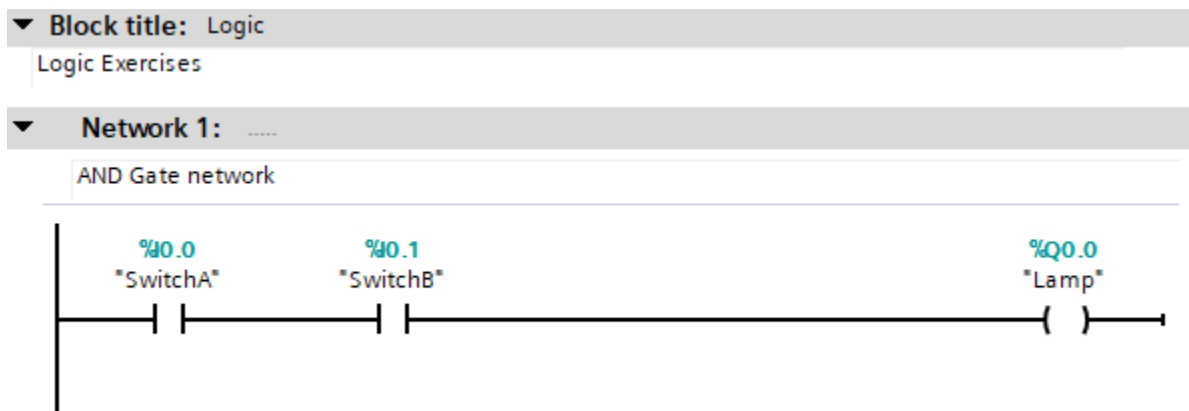 Block title: Logic
Logic Exercises
Network 1: .....
AND Gate network
%I0.0 %I0.1 %Q0.0
"SwitchA" "SwitchB" "Lamp"